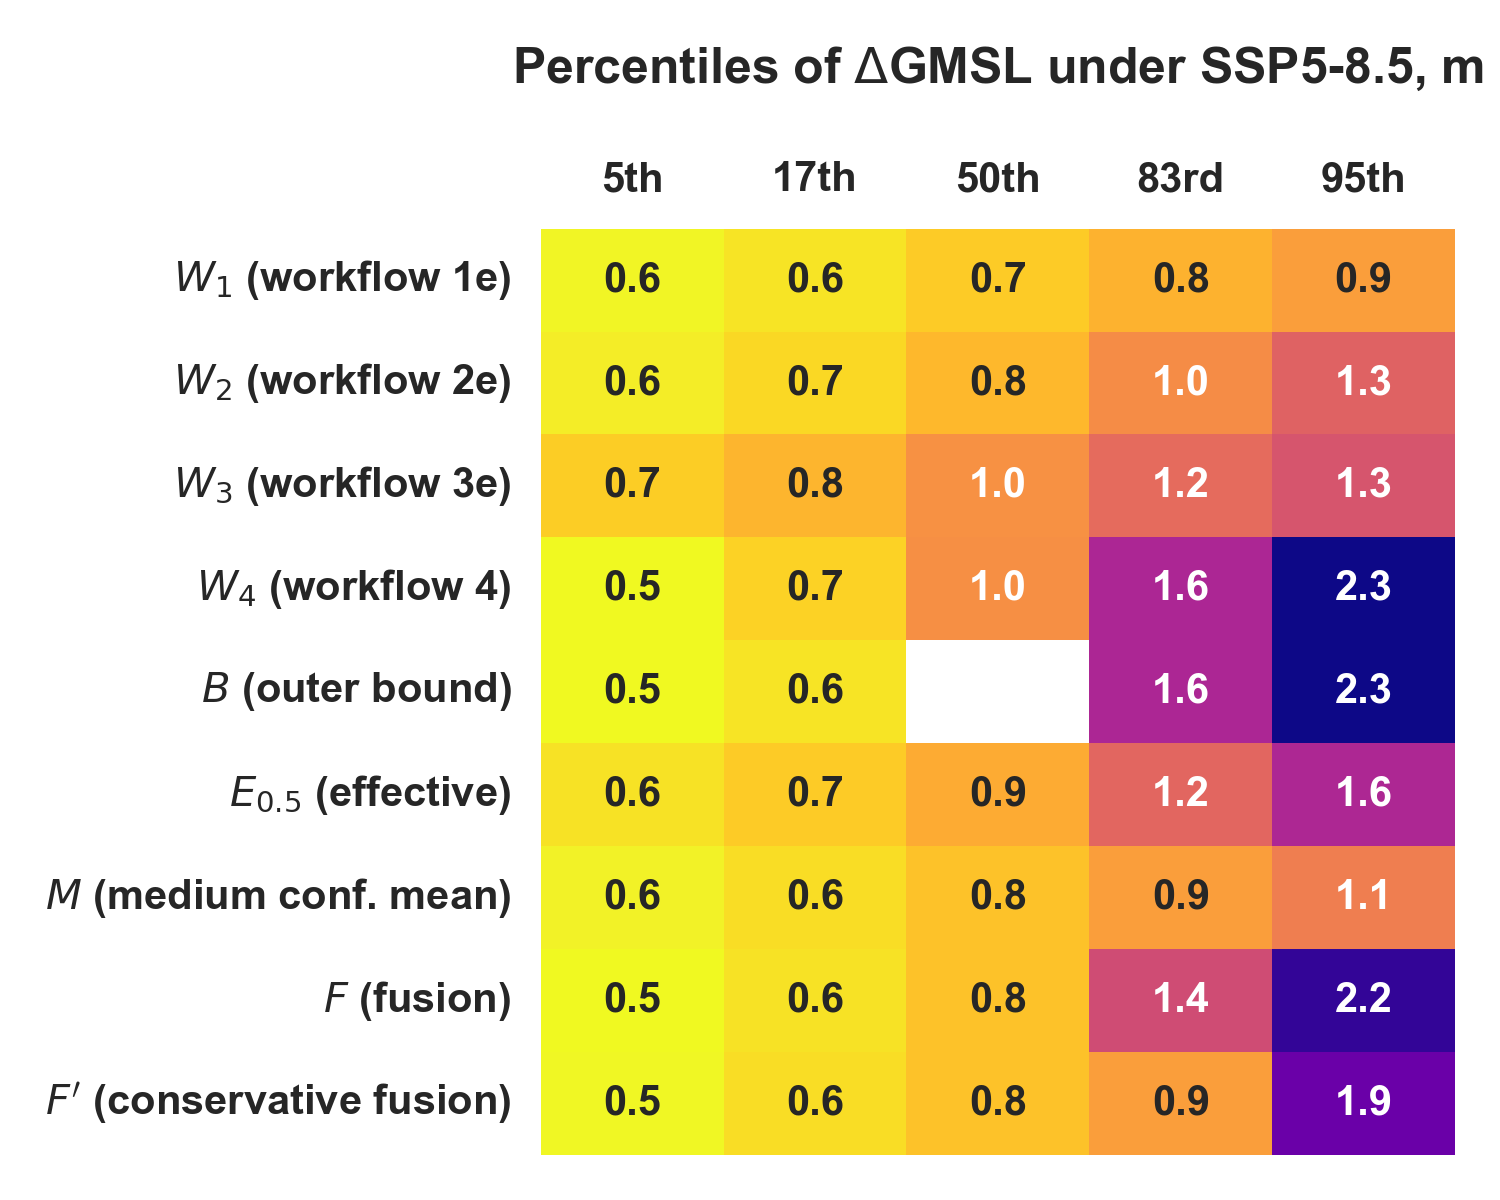 Percentiles of ΔGMSL under SSP5-8.5, m
5th 17th 50th 83rd 95th
W₁ (workflow 1e) 0.6 0.6 0.7 0.8 0.9
W₂ (workflow 2e) 0.6 0.7 0.8 1.0 1.3
W₃ (workflow 3e) 0.7 0.8 1.0 1.2 1.3
W₄ (workflow 4) 0.5 0.7 1.0 1.6 2.3
B (outer bound) 0.5 0.6 1.6 2.3
E₀.₅ (effective) 0.6 0.7 0.9 1.2 1.6
M (medium conf. mean) 0.6 0.6 0.8 0.9 1.1
F (fusion) 0.5 0.6 0.8 1.4 2.2
F′ (conservative fusion) 0.5 0.6 0.8 0.9 1.9